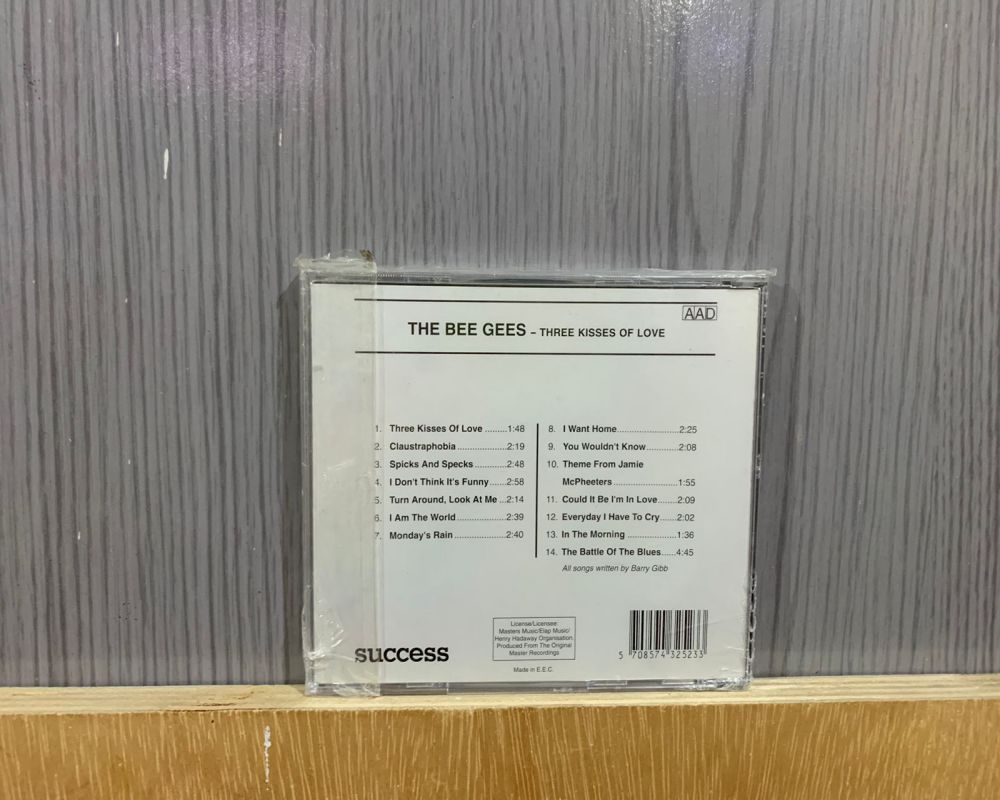 AAD
THE BEE GEES – THREE KISSES OF LOVE
1. Three Kisses Of Love.........1:48
2. Claustraphobia..................2:19
3. Spicks And Specks............2:48
4. I Don't Think It's Funny......2:58
5. Turn Around, Look At Me...2:14
6. I Am The World..................2:39
7. Monday's Rain...................2:40
8. I Want Home.......................2:25
9. You Wouldn't Know............2:08
10. Theme From Jamie
McPheeters........................1:55
11. Could It Be I'm In Love.......2:09
12. Everyday I Have To Cry......2:02
13. In The Morning...................1:36
14. The Battle Of The Blues.....4:45
All songs written by Barry Gibb
License/Licensee:
Masters Music/Elap Music/
Henry Hadaway Organisation.
Produced From The Original
Master Recordings
Made in E.E.C.
success
5 708574 325233